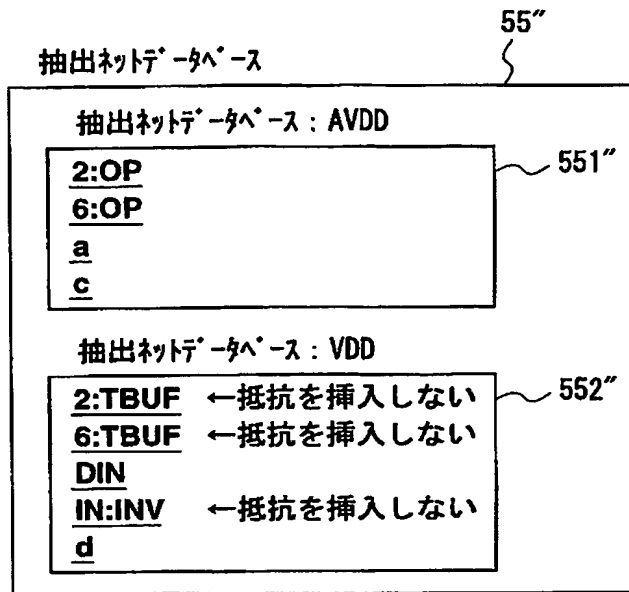 55″
抽出ﾈｯﾄﾃﾞｰﾀﾍﾞｰｽ
抽出ﾈｯﾄﾃﾞｰﾀﾍﾞｰｽ : AVDD
551″
2:OP
6:OP
a
c
抽出ﾈｯﾄﾃﾞｰﾀﾍﾞｰｽ : VDD
552″
2:TBUF ←抵抗を挿入しない
6:TBUF ←抵抗を挿入しない
DIN
IN:INV ←抵抗を挿入しない
d